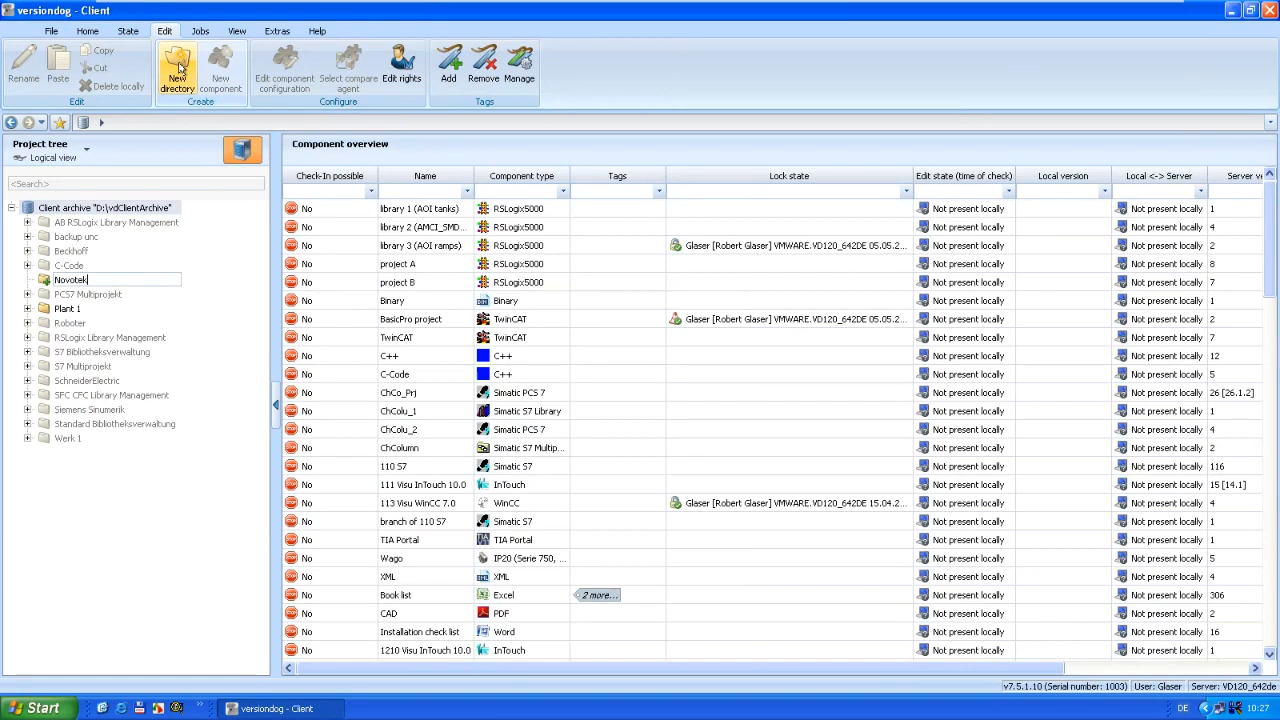 versiondog - Client
File Home State Edit Jobs View Extras Help
Rename Paste Copy Cut Delete locally New directory New component Edit component configuration Select compare agent Edit rights Add Remove Manage
Edit Create Configure Tags
Project tree
Logical view
<Search>
Client archive "D:\vdClientArchive"
AB RSLogix Library Management
backup unc
Beckhoff
C-Code
Novotek
PCS7 Multiprojekt
Plant 1
Roboter
RSLogix Library Management
S7 Bibliotheksverwaltung
S7 Multiprojekt
SchneiderElectric
SFC CFC Library Management
Siemens Sinumerik
Standard Bibliotheksverwaltung
Werk 1
Component overview
Check-In possible Name Component type Tags Lock state Edit state (time of check) Local version Local <-> Server Server ve
No library 1 (AOI tanks) RSLogix5000 Not present locally Not present locally 1
No library 2 (AMCI_SMD... RSLogix5000 Not present locally Not present locally 4
No library 3 (AOI ramps) RSLogix5000 Glaser [Robert Glaser] VMWARE.VD120_642DE 05.05.2... Not present locally Not present locally 2
No project A RSLogix5000 Not present locally Not present locally 8
No project B RSLogix5000 Not present locally Not present locally 7
No Binary Binary Not present locally Not present locally 1
No BasicPro project TwinCAT Glaser [Robert Glaser] VMWARE.VD120_642DE 05.05.2... Not present locally Not present locally 2
No TwinCAT TwinCAT Not present locally Not present locally 7
No C++ C++ Not present locally Not present locally 12
No C-Code C++ Not present locally Not present locally 5
No ChCo_Prj Simatic PCS 7 Not present locally Not present locally 26 [26.1.2]
No ChColu_1 Simatic S7 Library Not present locally Not present locally 1
No ChColu_2 Simatic PCS 7 Not present locally Not present locally 4
No ChColumn Simatic S7 Multip... Not present locally Not present locally 2
No 110 S7 Simatic S7 Not present locally Not present locally 116
No 111 Visu InTouch 10.0 InTouch Not present locally Not present locally 15 [14.1]
No 113 Visu WinCC 7.0 WinCC Glaser [Robert Glaser] VMWARE.VD120_642DE 15.04.2... Not present locally Not present locally 4
No branch of 110 S7 Simatic S7 Not present locally Not present locally 1
No TIA Portal TIA Portal Not present locally Not present locally 1
No Wago IP20 (Serie 750, ... Not present locally Not present locally 5
No XML XML Not present locally Not present locally 4
No Book list Excel 2 more... Not present locally Not present locally 306
No CAD PDF Not present locally Not present locally 2
No Installation check list Word Not present locally Not present locally 16
No 1210 Visu InTouch 10.0 InTouch Not present locally Not present locally 1
v7.5.1.10 (Serial number: 1003) User: Glaser Server: VD120_642de
Start versiondog - Client DE 10:27